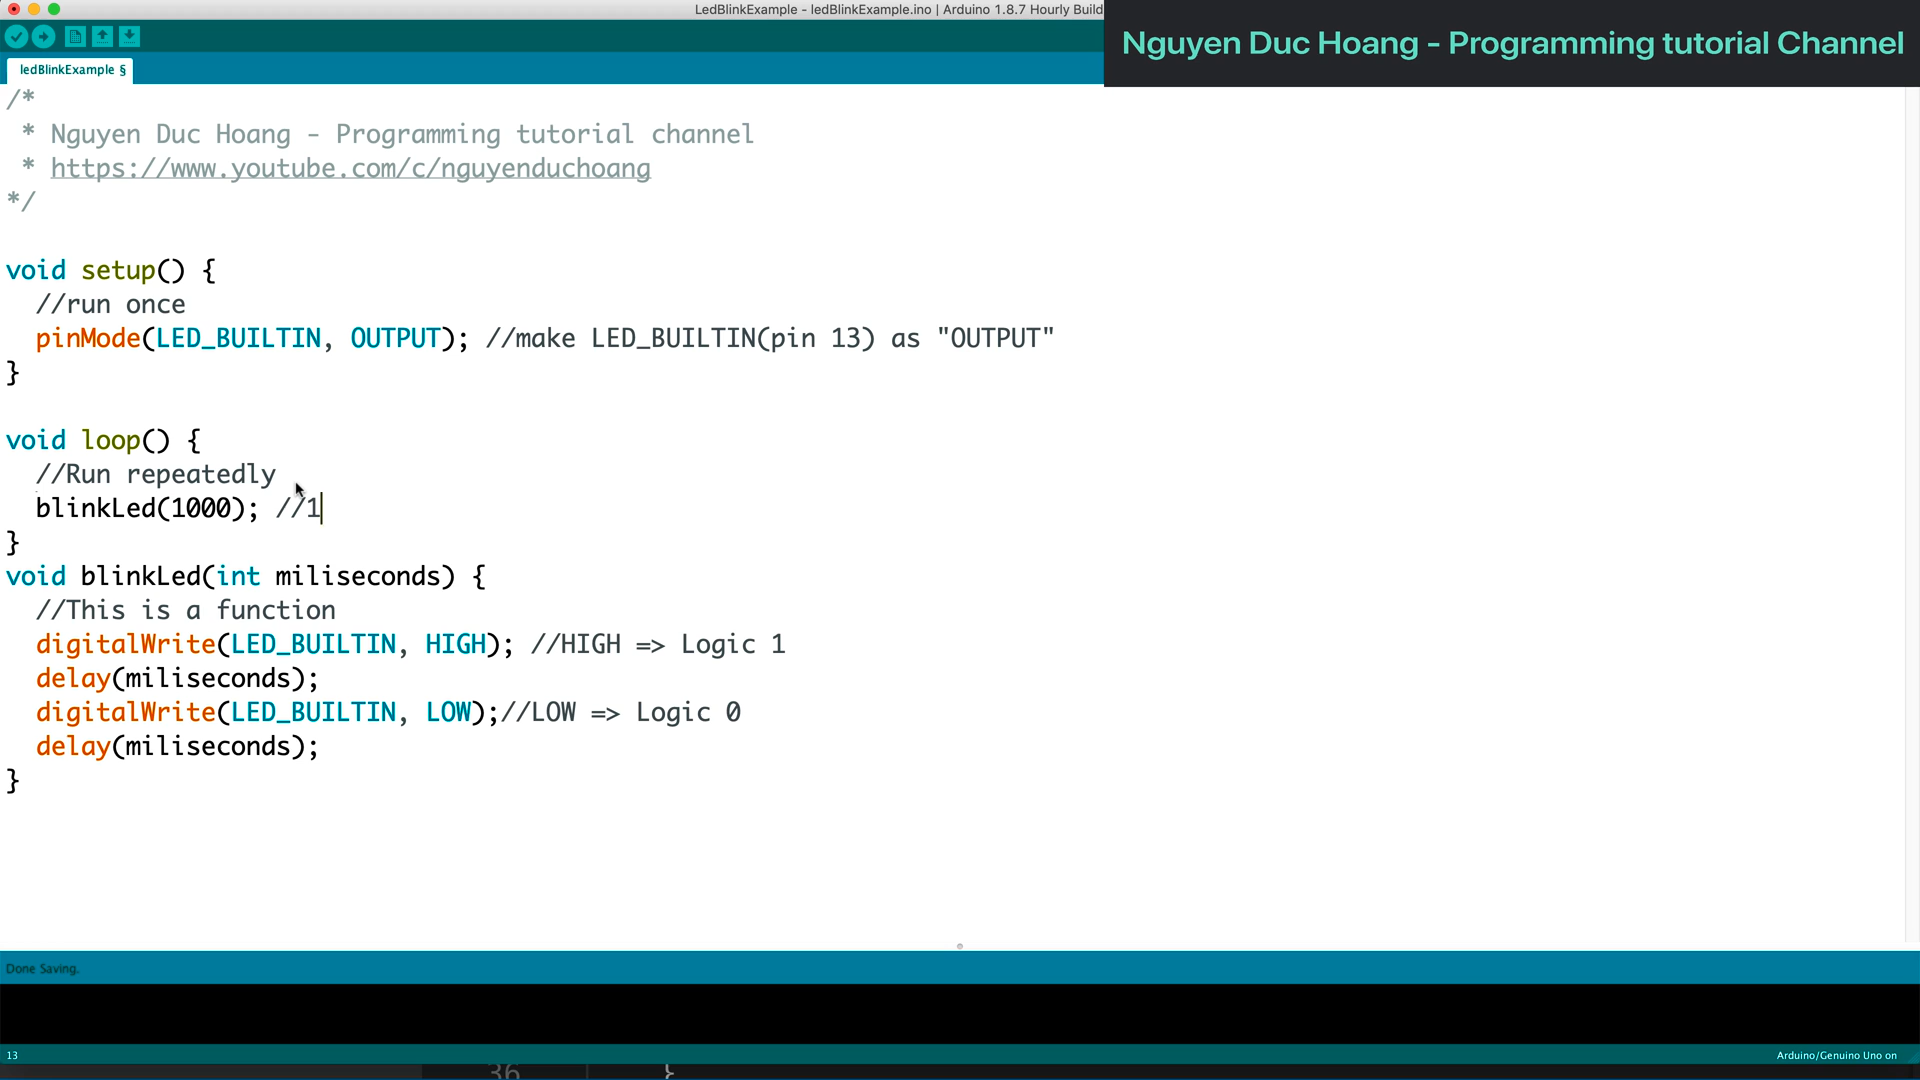 LedBlinkExample - ledBlinkExample.ino | Arduino 1.8.7 Hourly Build
Nguyen Duc Hoang - Programming tutorial Channel
ledBlinkExample §
/*
 * Nguyen Duc Hoang - Programming tutorial channel
 * https://www.youtube.com/c/nguyenduchoang
*/
void setup() {
  //run once
  pinMode(LED_BUILTIN, OUTPUT); //make LED_BUILTIN(pin 13) as "OUTPUT"
}
void loop() {
  //Run repeatedly
  blinkLed(1000); //1
}
void blinkLed(int miliseconds) {
  //This is a function
  digitalWrite(LED_BUILTIN, HIGH); //HIGH => Logic 1
  delay(miliseconds);
  digitalWrite(LED_BUILTIN, LOW);//LOW => Logic 0
  delay(miliseconds);
}
Done Saving.
13
Arduino/Genuino Uno on
36 }